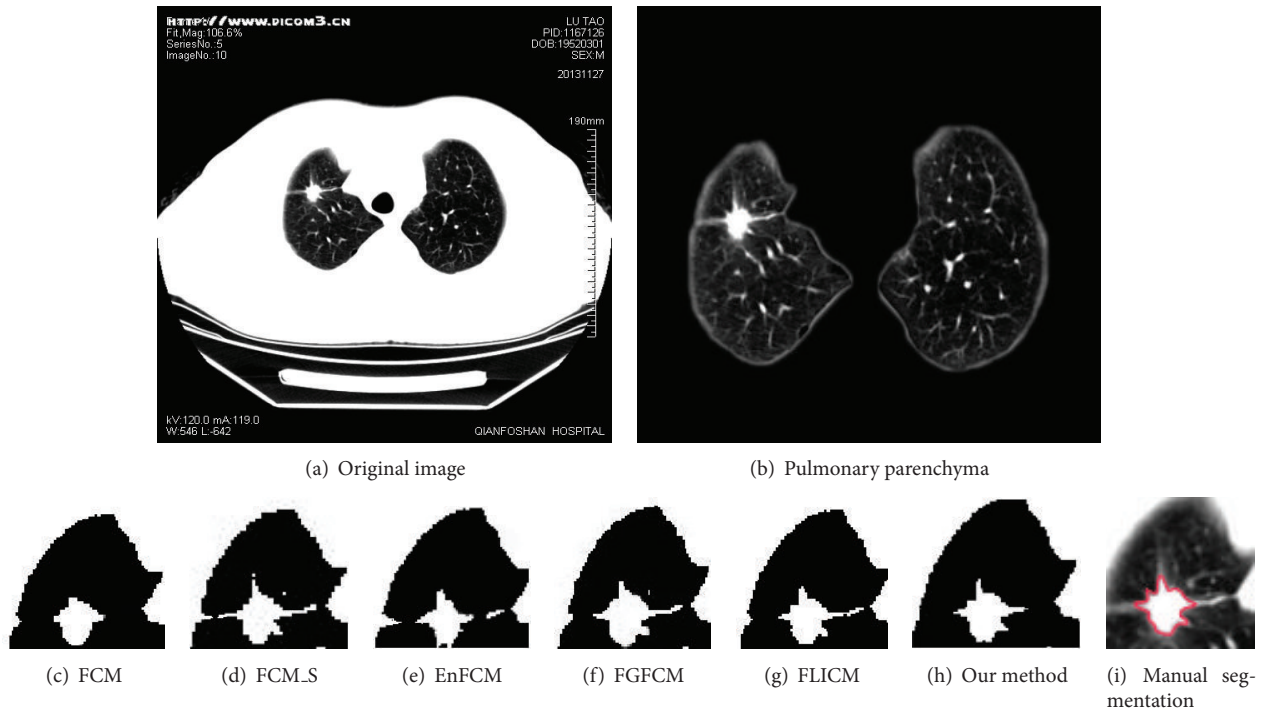 HTTP://WWW.DICOM3.CN
Fit,Mag:106.6%
SeriesNo.:5
ImageNo.:10
LU TAO
PID:1167126
DOB:19520301
SEX:M
20131127
190mm
kV:120.0 mA:119.0
W:546 L:-642
QIANFOSHAN HOSPITAL
(a) Original image
(b) Pulmonary parenchyma
(c) FCM
(d) FCM_S
(e) EnFCM
(f) FGFCM
(g) FLICM
(h) Our method
(i) Manual seg-
mentation